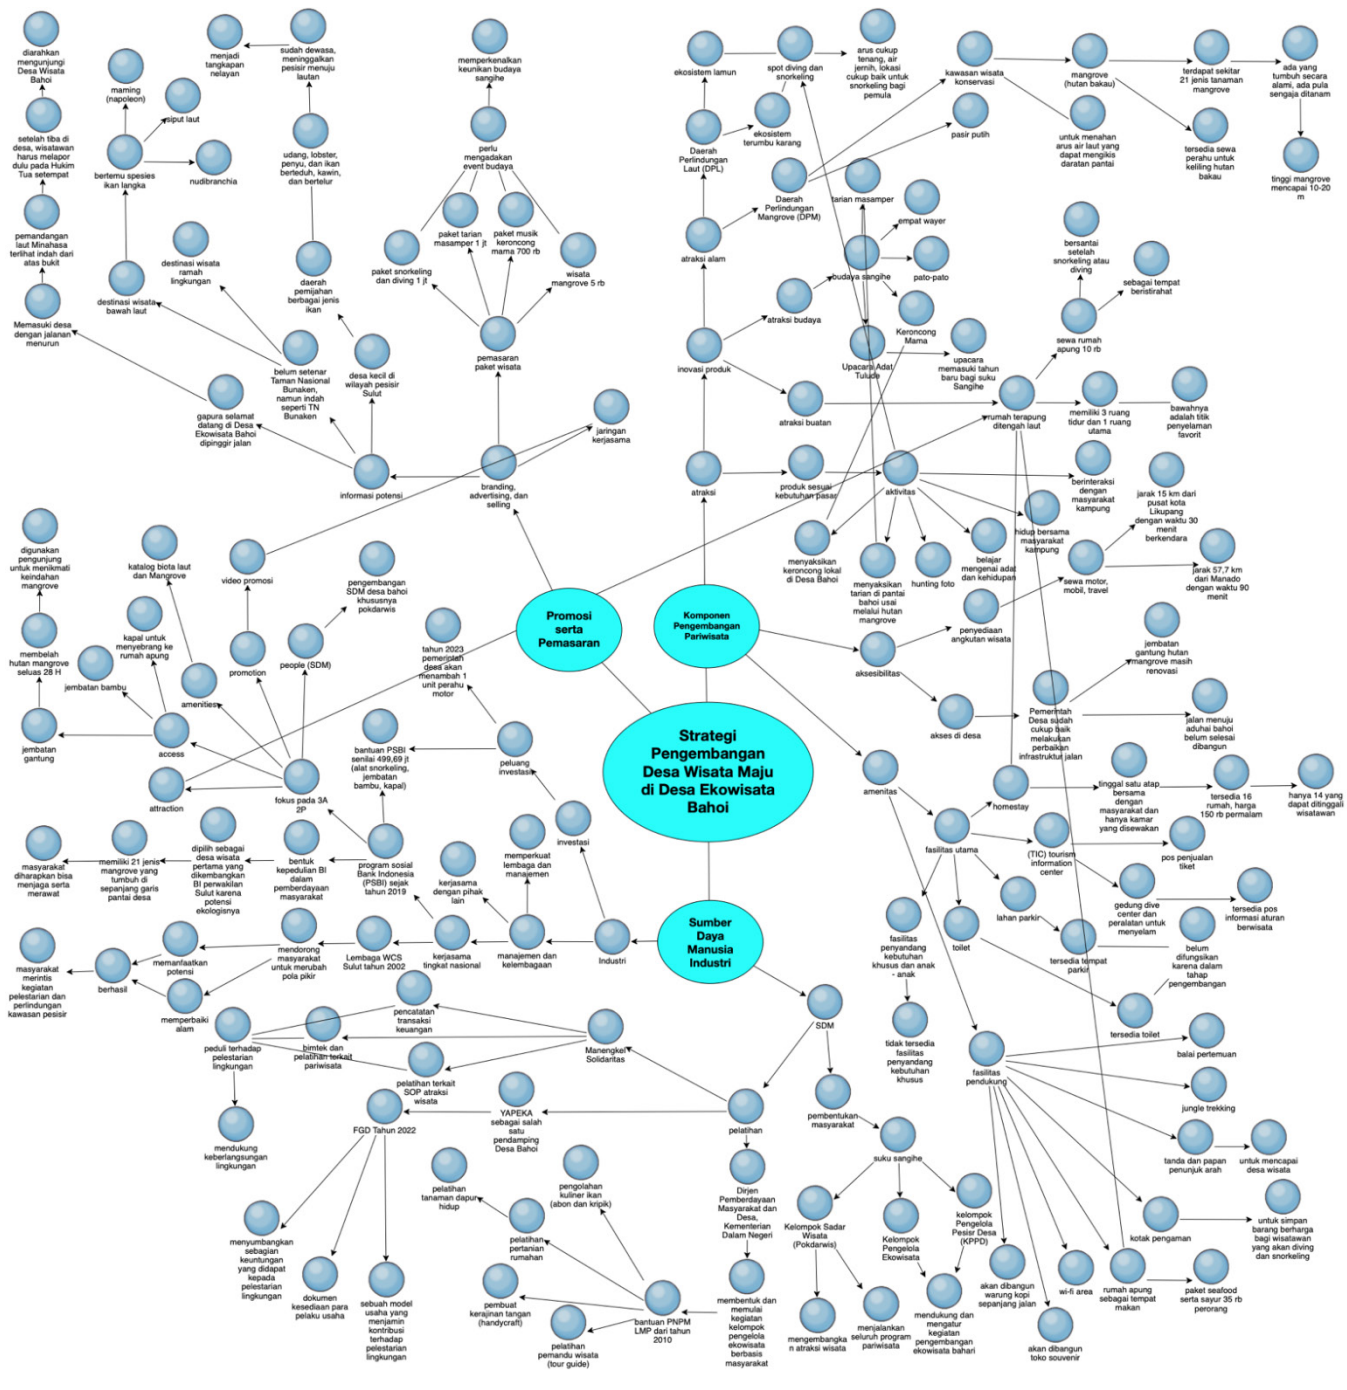 diarahkan
mengunjungi
Desa Wisata
Bahoi
setelah tiba di
desa, wisatawan
harus melapor
dulu pada Hukim
Tua setempat
pemandangan
laut Minahasa
terlihat indah dari
atas bukit
Memasuki desa
dengan jalanan
menurun
maming
(napoleon)
siput laut
bertemu spesies
ikan langka
nudibranchia
destinasi wisata
bawah laut
destinasi wisata
ramah
lingkungan
menjadi
tangkapan
nelayan
sudah dewasa,
meninggalkan
pesisir menuju
lautan
udang, lobster,
penyu, dan ikan
berteduh, kawin,
dan bertelur
daerah
pemijahan
berbagai jenis
ikan
belum setenar
Taman Nasional
Bunaken,
namun indah
seperti TN
Bunaken
desa kecil di
wilayah pesisir
Sulut
gapura selamat
datang di Desa
Ekowisata Bahoi
dipinggir jalan
informasi potensi
memperkenalkan
keunikan budaya
sangihe
perlu
mengadakan
event budaya
paket tarian
masamper 1 jt
paket musik
keroncong
mama 700 rb
paket snorkeling
dan diving 1 jt
wisata
mangrove 5 rb
pemasaran
paket wisata
jaringan
kerjasama
branding,
advertising, dan
selling
ekosistem lamun
spot diving dan
snorkeling
arus cukup
tenang, air
jernih, lokasi
cukup baik untuk
snorkeling bagi
pemula
kawasan wisata
konservasi
mangrove
(hutan bakau)
terdapat sekitar
21 jenis tanaman
mangrove
ada yang
tumbuh secara
alami, ada pula
sengaja ditanam
tinggi mangrove
mencapai 10-20
m
ekosistem
terumbu karang
Daerah
Perlindungan
Laut (DPL)
pasir putih
untuk menahan
arus air laut yang
dapat mengikis
daratan pantai
tersedia sewa
perahu untuk
keliling hutan
bakau
Daerah
Perlindungan
Mangrove (DPM)
atraksi alam
tarian masamper
empat wayer
budaya sangihe
pato-pato
Keroncong
Mama
atraksi budaya
inovasi produk
Upacara Adat
Tulude
upacara
memasuki tahun
baru bagi suku
Sangihe
bersantai
setelah
snorkeling atau
diving
sebagai tempat
beristirahat
sewa rumah
apung 10 rb
atraksi buatan
rumah terapung
ditengah laut
memiliki 3 ruang
tidur dan 1 ruang
utama
bawahnya
adalah titik
penyelaman
favorit
atraksi
produk sesuai
kebutuhan pasar
aktivitas
berinteraksi
dengan
masyarakat
kampung
hidup bersama
masyarakat
kampung
menyaksikan
keroncong lokal
di Desa Bahoi
menyaksikan
tarian di pantai
bahoi usai
melalui hutan
mangrove
hunting foto
belajar
mengenai adat
dan kehidupan
jarak 15 km dari
pusat kota
Likupang
dengan waktu 30
menit
berkendara
sewa motor,
mobil, travel
jarak 57,7 km
dari Manado
dengan waktu 90
menit
penyediaan
angkutan wisata
aksesibilitas
jembatan
gantung hutan
mangrove masih
renovasi
akses di desa
Pemerintah
Desa sudah
cukup baik
melakukan
perbaikan
infrastruktur jalan
jalan menuju
aduhai bahoi
belum selesai
dibangun
Promosi
serta
Pemasaran
Komponen
Pengembangan
Pariwisata
Strategi
Pengembangan
Desa Wisata Maju
di Desa Ekowisata
Bahoi
Sumber
Daya
Manusia
Industri
digunakan
pengunjung
untuk menikmati
keindahan
mangrove
katalog biota laut
dan Mangrove
video promosi
pengembangan
SDM desa bahoi
khususnya
pokdarwis
membelah
hutan mangrove
seluas 28 H
kapal untuk
menyebrang ke
rumah apung
jembatan bambu
amenities
promotion
people (SDM)
jembatan
gantung
access
attraction
fokus pada 3A
2P
tahun 2023
pemerintah
desa akan
menambah 1
unit perahu
motor
bantuan PSBI
senilai 499,69 jt
(alat snorkeling,
jembatan
bambu, kapal)
peluang
investasi
investasi
masyarakat
diharapkan bisa
menjaga serta
merawat
memiliki 21 jenis
mangrove yang
tumbuh di
sepanjang garis
pantai desa
dipilih sebagai
desa wisata
pertama yang
dikembangkan
BI perwakilan
Sulut karena
potensi
ekologisnya
bentuk
kepedulian BI
dalam
pemberdayaan
masyarakat
program sosial
Bank Indonesia
(PSBI) sejak
tahun 2019
kerjasama
dengan pihak
lain
memperkuat
lembaga dan
manajemen
masyarakat
merintis
kegiatan
pelestarian dan
perlindungan
kawasan pesisir
berhasil
memanfaatkan
potensi
memperbaiki
alam
mendorong
masyarakat
untuk merubah
pola pikir
Lembaga WCS
Sulut tahun 2002
kerjasama
tingkat nasional
manajemen dan
kelembagaan
Industri
amenitas
fasilitas utama
homestay
tinggal satu atap
bersama
dengan
masyarakat dan
hanya kamar
yang disewakan
tersedia 16
rumah, harga
150 rb permalam
hanya 14 yang
dapat ditinggali
wisatawan
(TIC) tourism
information
center
pos penjualan
tiket
gedung dive
center dan
peralatan untuk
menyelam
tersedia pos
informasi aturan
berwisata
lahan parkir
tersedia tempat
parkir
belum
difungsikan
karena dalam
tahap
pengembangan
toilet
tersedia toilet
fasilitas
penyandang
kebutuhan
khusus dan anak
- anak
tidak tersedia
fasilitas
penyandang
kebutuhan
khusus
SDM
pencatatan
transaksi
keuangan
peduli terhadap
pelestarian
lingkungan
bimtek dan
pelatihan terkait
pariwisata
pelatihan terkait
SOP atraksi
wisata
Manengkel
Solidaritas
mendukung
keberlangsungan
lingkungan
FGD Tahun 2022
YAPEKA
sebagai salah
satu
pendamping
Desa Bahoi
pelatihan
pembentukan
masyarakat
suku sangihe
Kelompok Sadar
Wisata
(Pokdarwis)
Kelompok
Pengelola
Ekowisata
kelompok
Pengelola
Pesisr Desa
(KPPD)
mengembangka
n atraksi wisata
menjalankan
seluruh program
pariwisata
mendukung dan
mengatur
kegiatan
pengembangan
ekowisata bahari
menyumbangkan
sebagian
keuntungan
yang didapat
kepada
pelestarian
lingkungan
dokumen
kesediaan para
pelaku usaha
sebuah model
usaha yang
menjamin
kontribusi
terhadap
pelestarian
lingkungan
pelatihan
tanaman dapur
hidup
pengolahan
kuliner ikan
(abon dan kripik)
pelatihan
pertanian
rumahan
pembuat
kerajinan tangan
(handycraft)
pelatihan
pemandu wisata
(tour guide)
bantuan PNPM
LMP dari tahun
2010
Dirjen
Pemberdayaan
Masyarakat dan
Desa,
Kementerian
Dalam Negeri
membentuk dan
memulai
kegiatan
kelompok
pengelola
ekowisata
berbasis
masyarakat
fasilitas
pendukung
balai pertemuan
jungle trekking
tanda dan papan
penunjuk arah
untuk mencapai
desa wisata
kotak pengaman
untuk simpan
barang berharga
bagi wisatawan
yang akan diving
dan snorkeling
akan dibangun
warung kopi
sepanjang jalan
wi-fi area
rumah apung
sebagai tempat
makan
paket seafood
serta sayur 35 rb
perorang
akan dibangun
toko souvenir